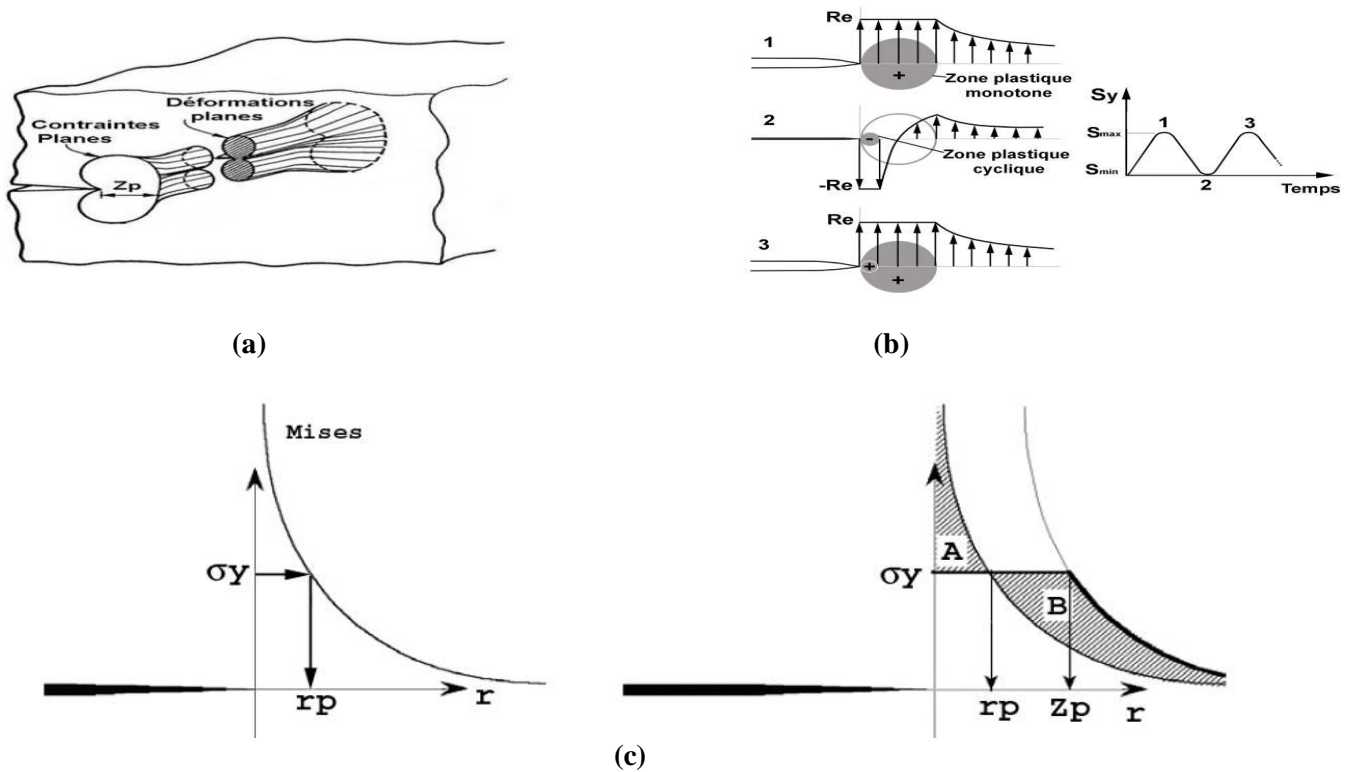 Déformations
planes
Contraintes
Planes
Zp
(a)
Re
1
+
Zone plastique
monotone
2
-
Zone plastique
cyclique
-Re
Re
3
+
+
Sy
1
3
Smax
Smin
2
Temps
(b)
Mises
σy
rp
r
A
σy
B
rp
Zp
r
(c)